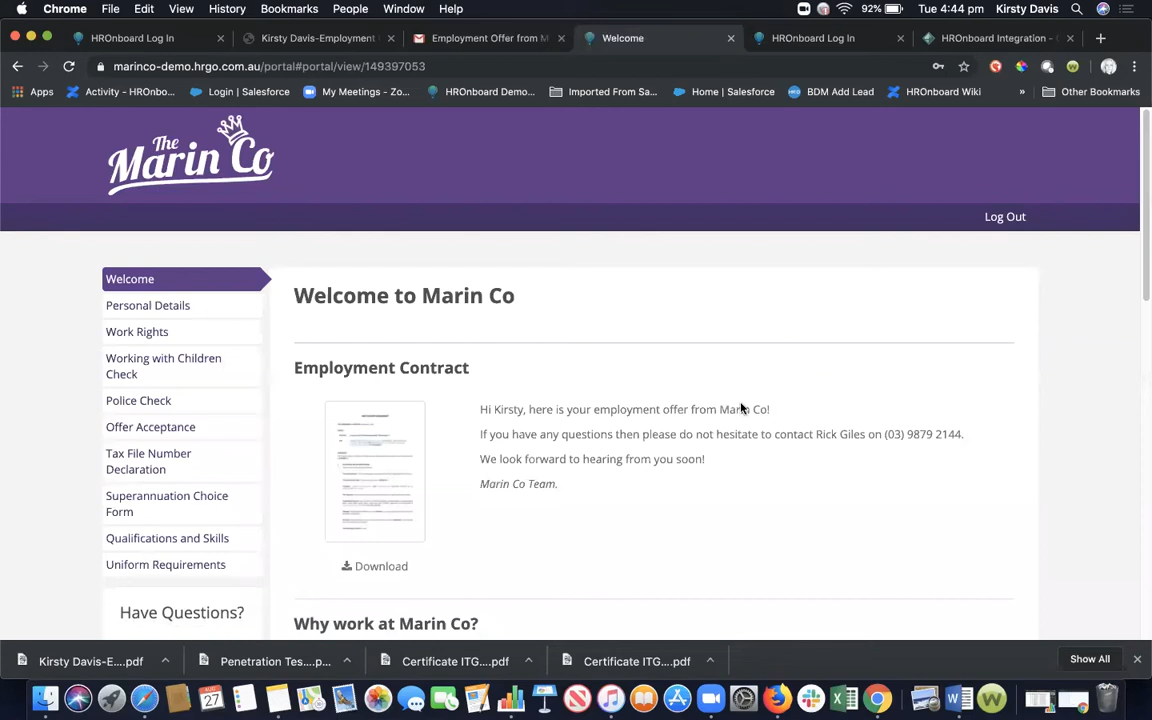 Chrome File Edit View History Bookmarks People Window Help 92% Tue 4:44 pm Kirsty Davis
HROnboard Log In Kirsty Davis-Employment Employment Offer from M Welcome HROnboard Log In HROnboard Integration -
marinco-demo.hrgo.com.au/portal#portal/view/149397053
Apps Activity - HROnbo... Login | Salesforce My Meetings - Zo... HROnboard Demo... Imported From Sa... Home | Salesforce BDM Add Lead HROnboard Wiki » Other Bookmarks
The
Marin Co
Log Out
Welcome
Personal Details
Work Rights
Working with Children
Check
Police Check
Offer Acceptance
Tax File Number
Declaration
Superannuation Choice
Form
Qualifications and Skills
Uniform Requirements
Have Questions?
Welcome to Marin Co
Employment Contract
Hi Kirsty, here is your employment offer from Marin Co!
If you have any questions then please do not hesitate to contact Rick Giles on (03) 9879 2144.
We look forward to hearing from you soon!
Marin Co Team.
Download
Why work at Marin Co?
Kirsty Davis-E....pdf Penetration Tes....p... Certificate ITG....pdf Certificate ITG....pdf Show All
27